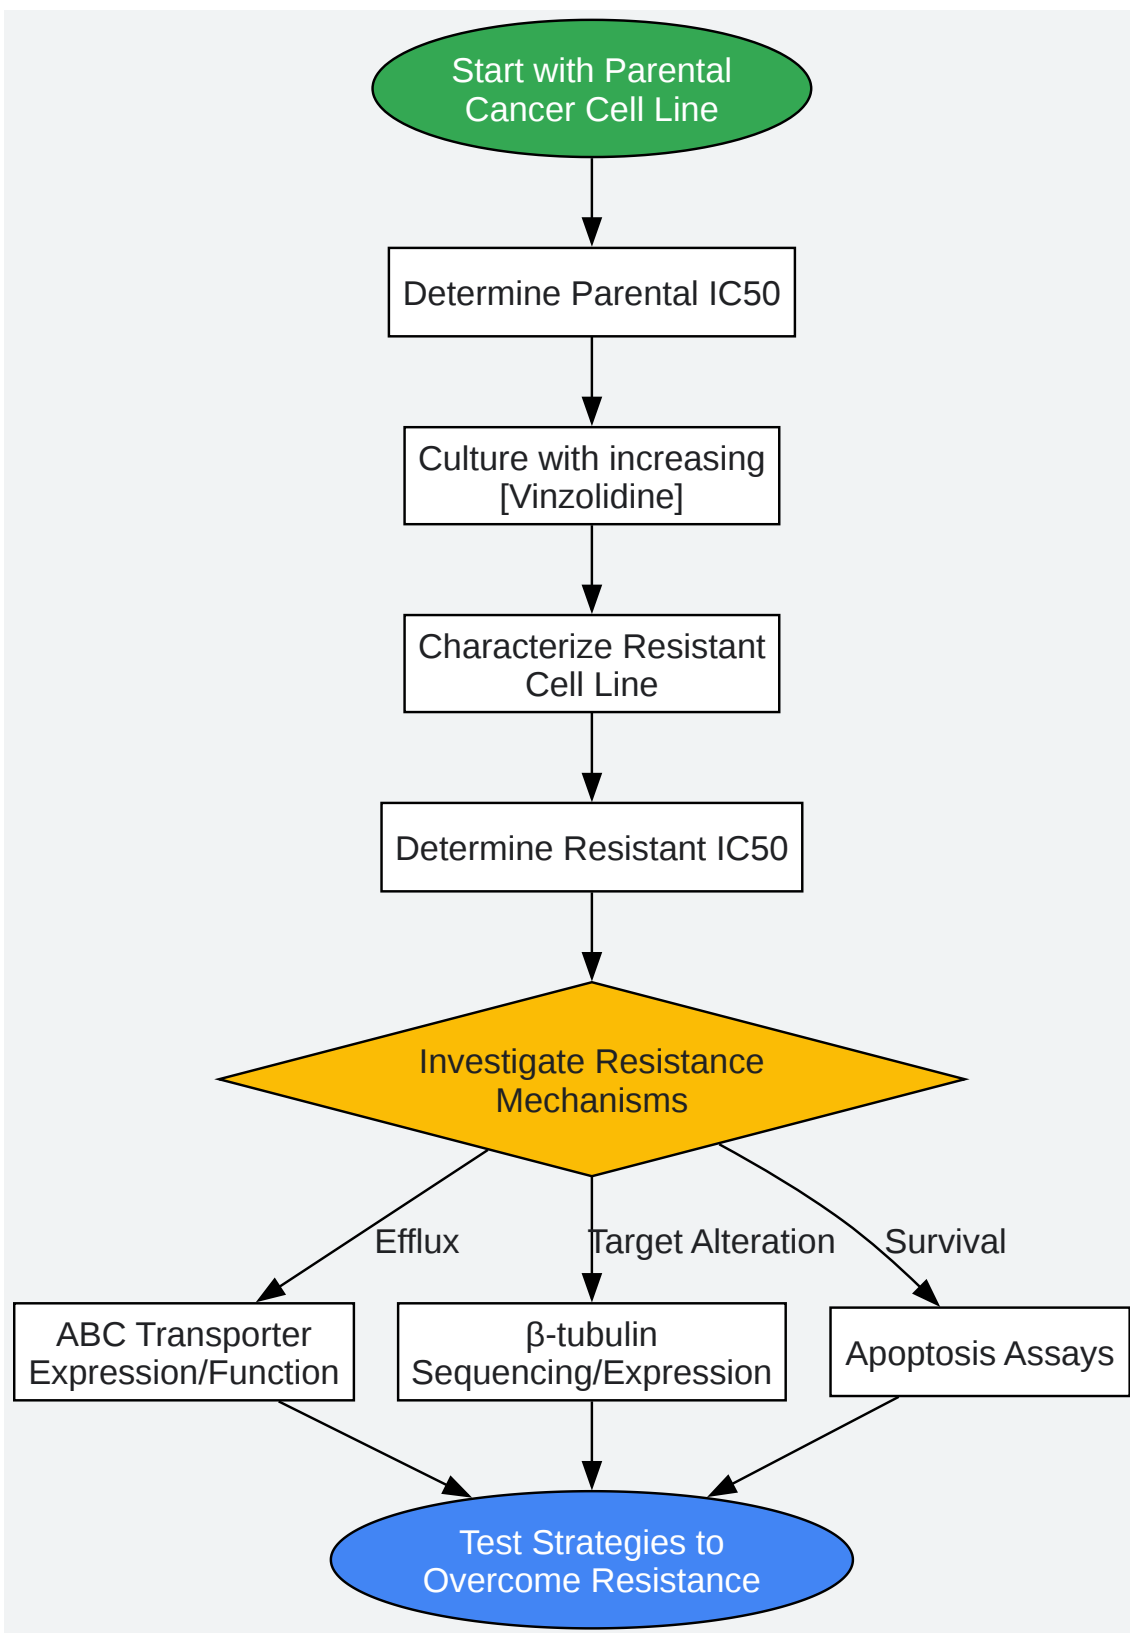 Start with Parental
Cancer Cell Line
Determine Parental IC50
Culture with increasing
[Vinzolidine]
Characterize Resistant
Cell Line
Determine Resistant IC50
Investigate Resistance
Mechanisms
Efflux
Target Alteration
Survival
ABC Transporter
Expression/Function
β-tubulin
Sequencing/Expression
Apoptosis Assays
Test Strategies to
Overcome Resistance